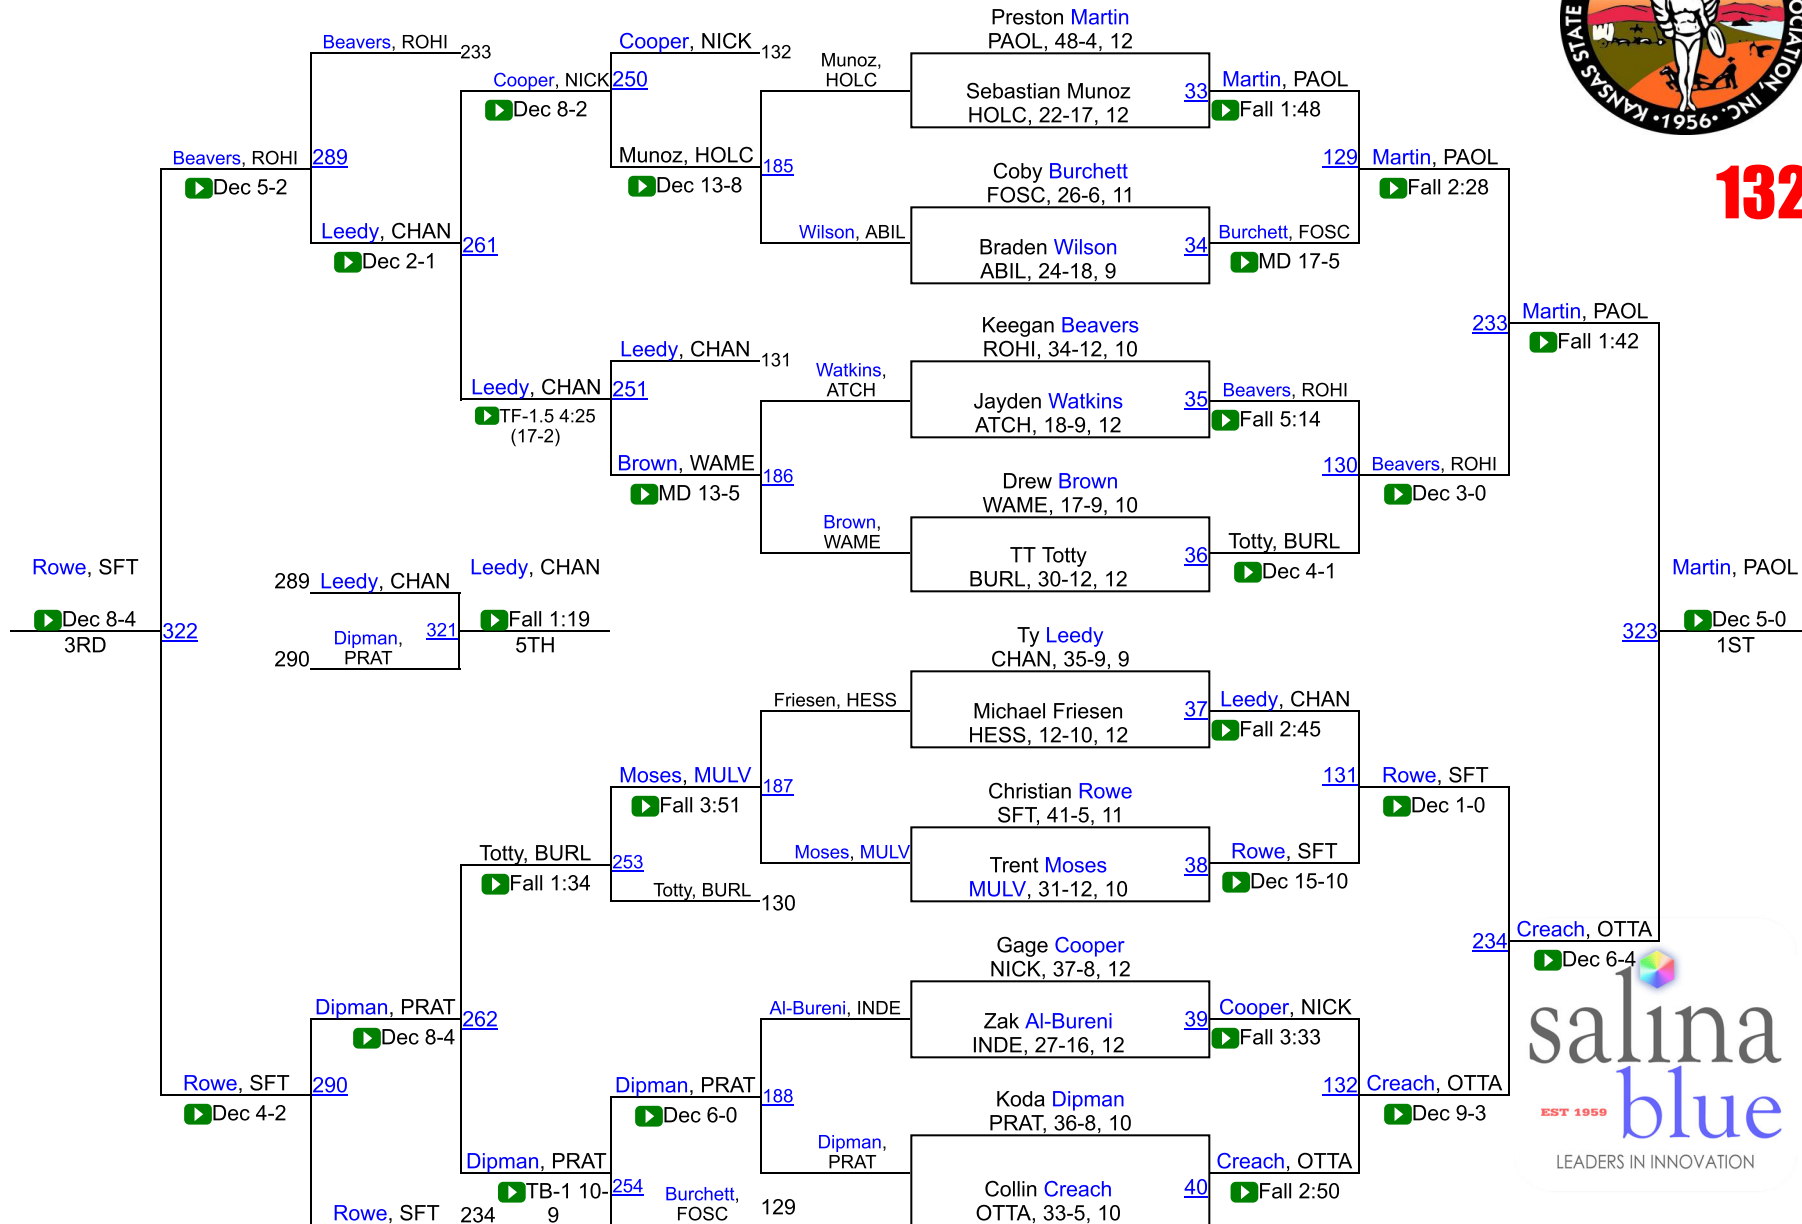 Preston Martin
PAOL, 48-4, 12
Beavers, ROHI
233
Cooper, NICK
132
Munoz,
HOLC
Cooper, NICK
250
Dec 8-2
Sebastian Munoz
HOLC, 22-17, 12
33
Martin, PAOL
Fall 1:48
KANSAS STATE
OCIATION, INC.
•1956•
132
Beavers, ROHI
289
Dec 5-2
Munoz, HOLC
185
Dec 13-8
Coby Burchett
FOSC, 26-6, 11
129
Martin, PAOL
Fall 2:28
Leedy, CHAN
261
Dec 2-1
Wilson, ABIL
Braden Wilson
ABIL, 24-18, 9
34
Burchett, FOSC
MD 17-5
Keegan Beavers
ROHI, 34-12, 10
233
Martin, PAOL
Fall 1:42
Leedy, CHAN
131
Watkins,
ATCH
Leedy, CHAN
251
TF-1.5 4:25
(17-2)
Jayden Watkins
ATCH, 18-9, 12
35
Beavers, ROHI
Fall 5:14
Brown, WAME
186
MD 13-5
Drew Brown
WAME, 17-9, 10
130
Beavers, ROHI
Dec 3-0
Brown,
WAME
TT Totty
BURL, 30-12, 12
36
Totty, BURL
Dec 4-1
Rowe, SFT
Dec 8-4
3RD
322
289
Leedy, CHAN
Leedy, CHAN
290
Dipman,
PRAT
321
Fall 1:19
5TH
Ty Leedy
CHAN, 35-9, 9
323
Martin, PAOL
Dec 5-0
1ST
Friesen, HESS
Michael Friesen
HESS, 12-10, 12
37
Leedy, CHAN
Fall 2:45
Moses, MULV
187
Fall 3:51
Christian Rowe
SFT, 41-5, 11
131
Rowe, SFT
Dec 1-0
Totty, BURL
253
Fall 1:34
Moses, MULV
Trent Moses
MULV, 31-12, 10
38
Rowe, SFT
Dec 15-10
Totty, BURL
130
Gage Cooper
NICK, 37-8, 12
234
Creach, OTTA
Dec 6-4
Dipman, PRAT
262
Dec 8-4
Al-Bureni, INDE
Zak Al-Bureni
INDE, 27-16, 12
39
Cooper, NICK
Fall 3:33
Rowe, SFT
290
Dec 4-2
Dipman, PRAT
188
Dec 6-0
Koda Dipman
PRAT, 36-8, 10
132
Creach, OTTA
Dec 9-3
Dipman, PRAT
254
TB-1 10-
9
Dipman,
PRAT
Collin Creach
OTTA, 33-5, 10
40
Creach, OTTA
Fall 2:50
Rowe, SFT
234
Burchett,
FOSC
129
salina
EST 1959
blue
LEADERS IN INNOVATION